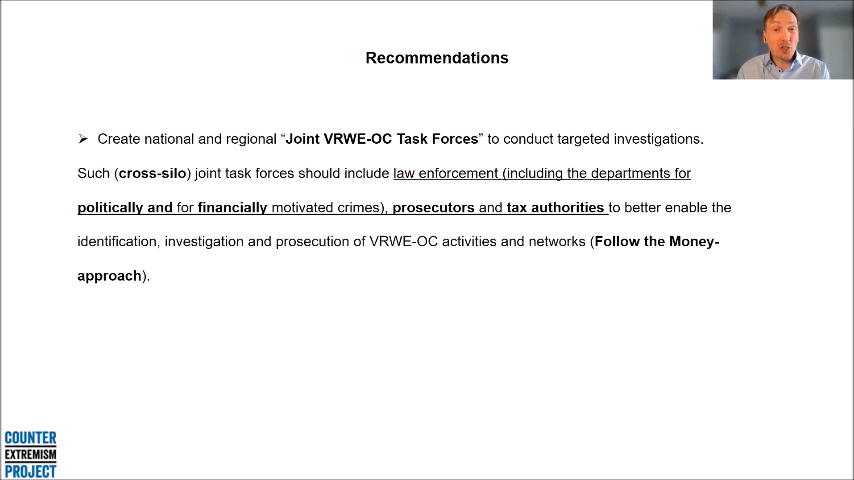 Recommendations
➢ Create national and regional “Joint VRWE-OC Task Forces” to conduct targeted investigations.
Such (cross-silo) joint task forces should include law enforcement (including the departments for
politically and for financially motivated crimes), prosecutors and tax authorities to better enable the
identification, investigation and prosecution of VRWE-OC activities and networks (Follow the Money-
approach).
COUNTER
EXTREMISM
PROJECT